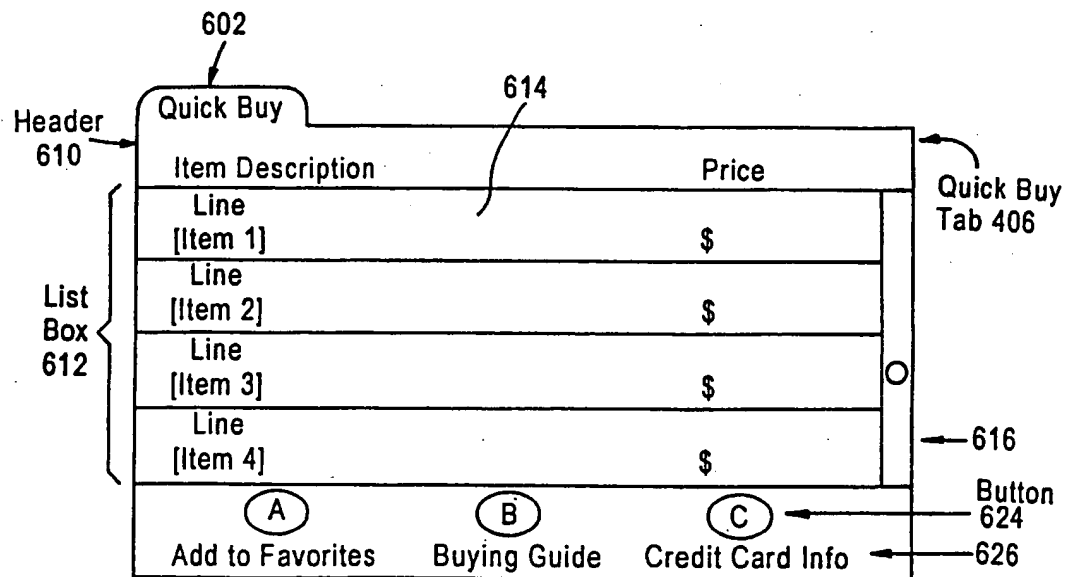 602
Quick Buy
614
Header
610
Item Description Price
Quick Buy
Tab 406
Line
[Item 1] $
Line
[Item 2] $
List
Box
612
Line
[Item 3] $
Line
[Item 4] $
616
A B C
Button
624
Add to Favorites Buying Guide Credit Card Info
626